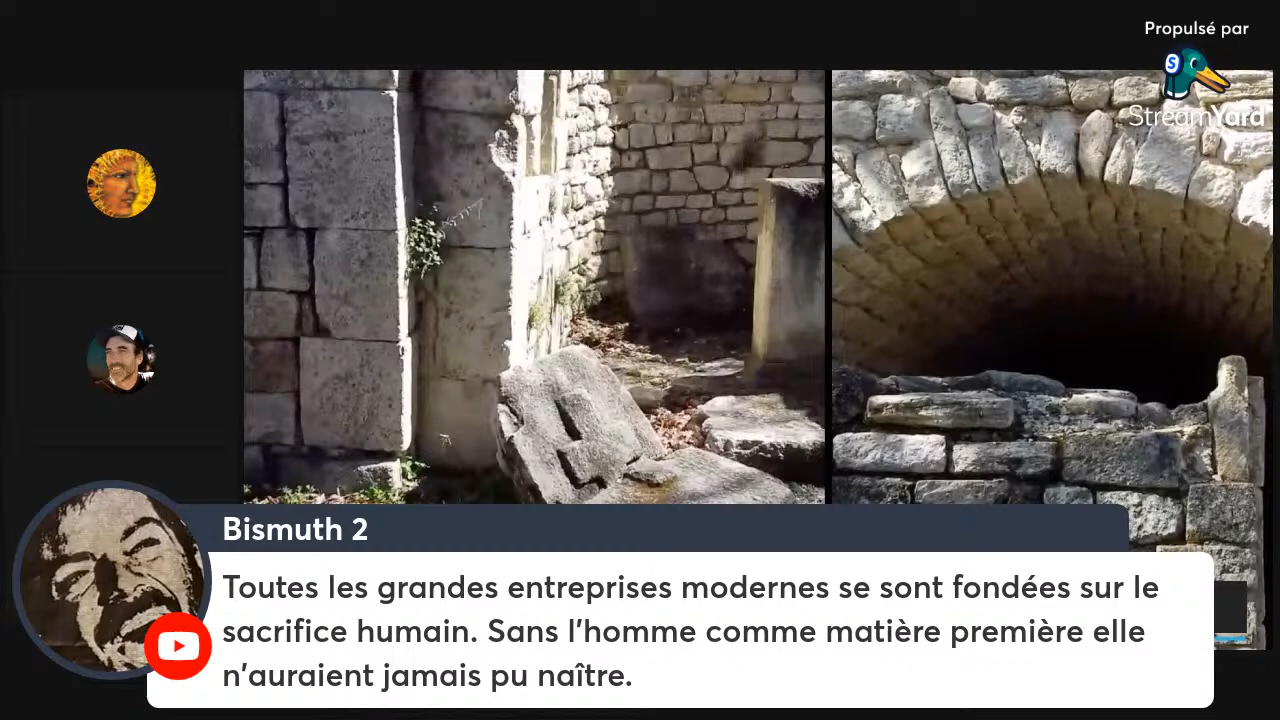 Propulsé par
StreamYard
Bismuth 2
Toutes les grandes entreprises modernes se sont fondées sur le
sacrifice humain. Sans l'homme comme matière première elle
n'auraient jamais pu naître.